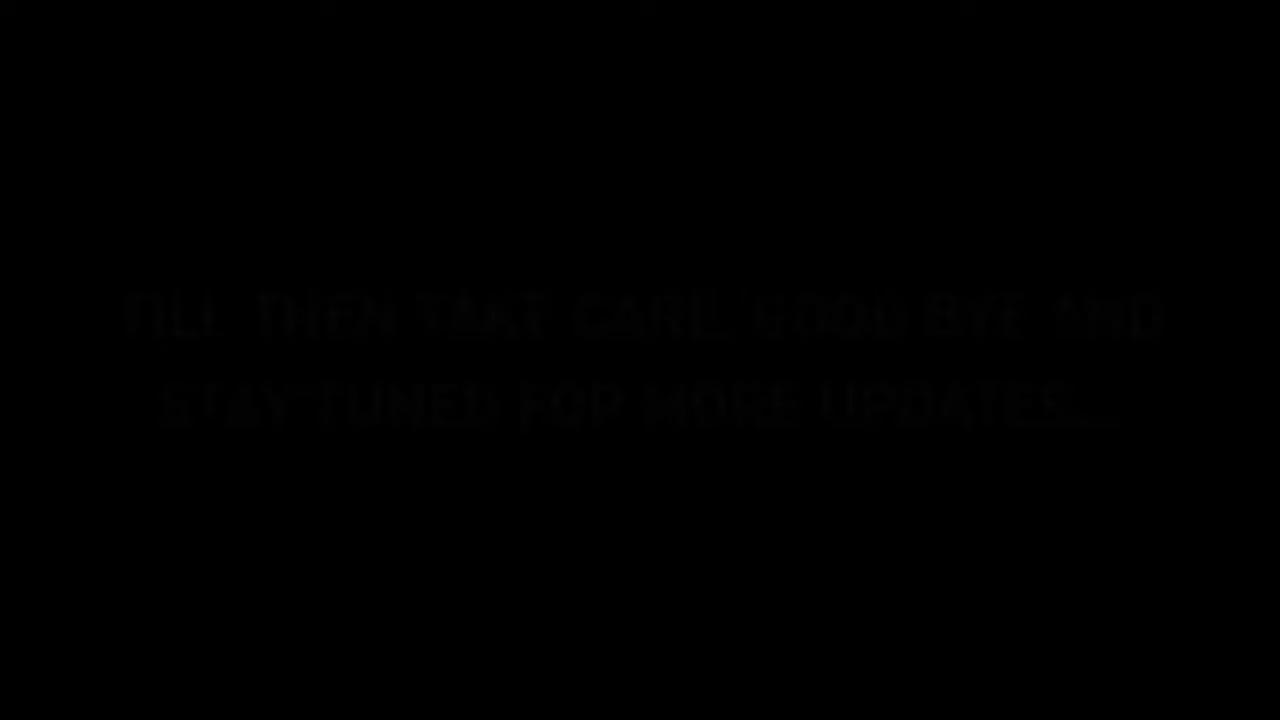 TILL THEN TAKE CARE, GOOD BYE AND
STAY TUNED FOR MORE UPDATES....